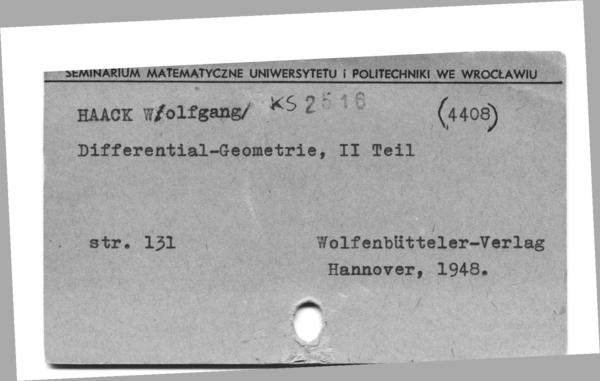 SEMINARIUM MATEMATYCZNE UNIWERSYTETU i POLITECHNIKI WE WROCŁAWIU
HAACK W/olfgang/ KS 2516 (4408)
Differential-Geometrie, II Teil
str. 131 Wolfenbütteler-Verlag
Hannover, 1948.